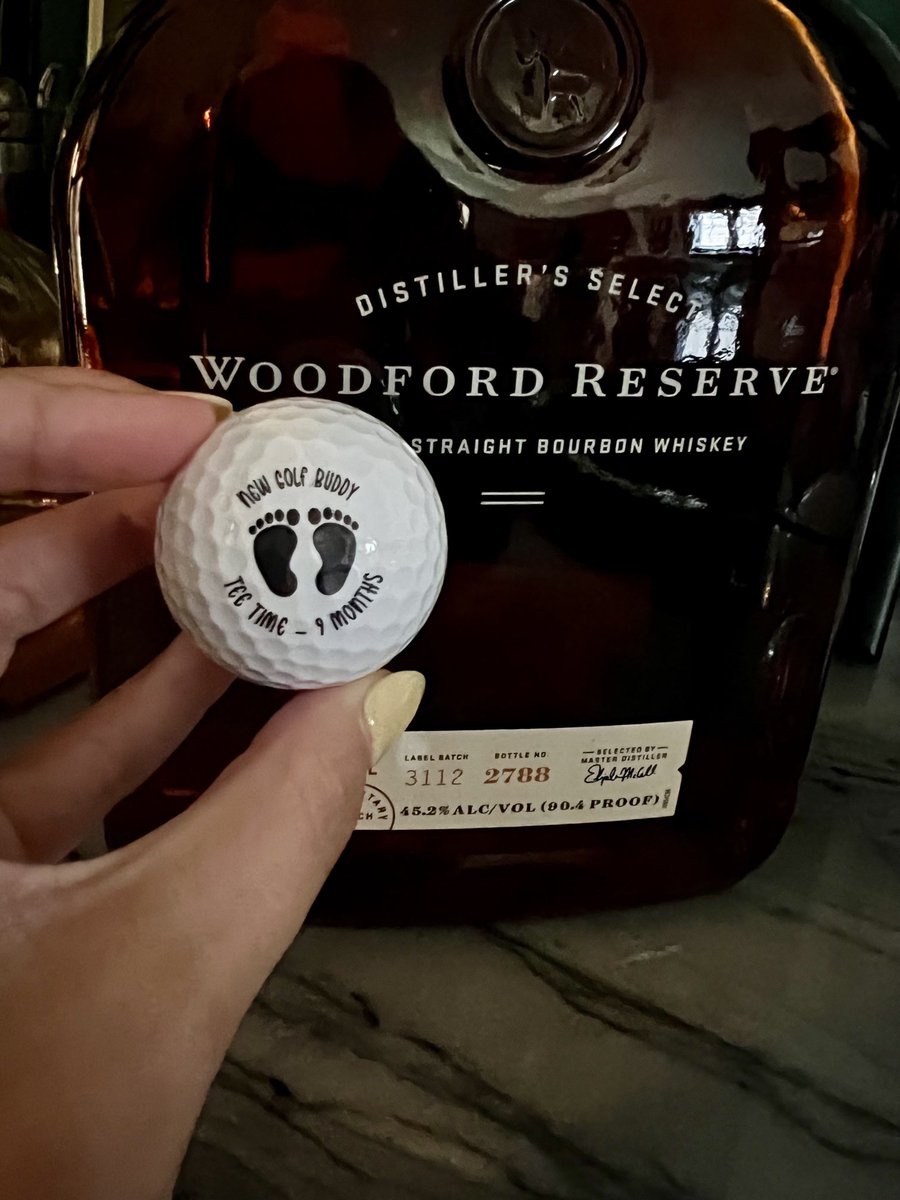 DISTILLER'S SELECT
WOODFORD RESERVE®
STRAIGHT BOURBON WHISKEY
NEW GOLF BUDDY
TEE TIME – 9 MONTHS
LABEL BATCH
3112
BOTTLE NO
2788
SELECTED BY
MASTER DISTILLER
45.2% ALC/VOL (90.4 PROOF)